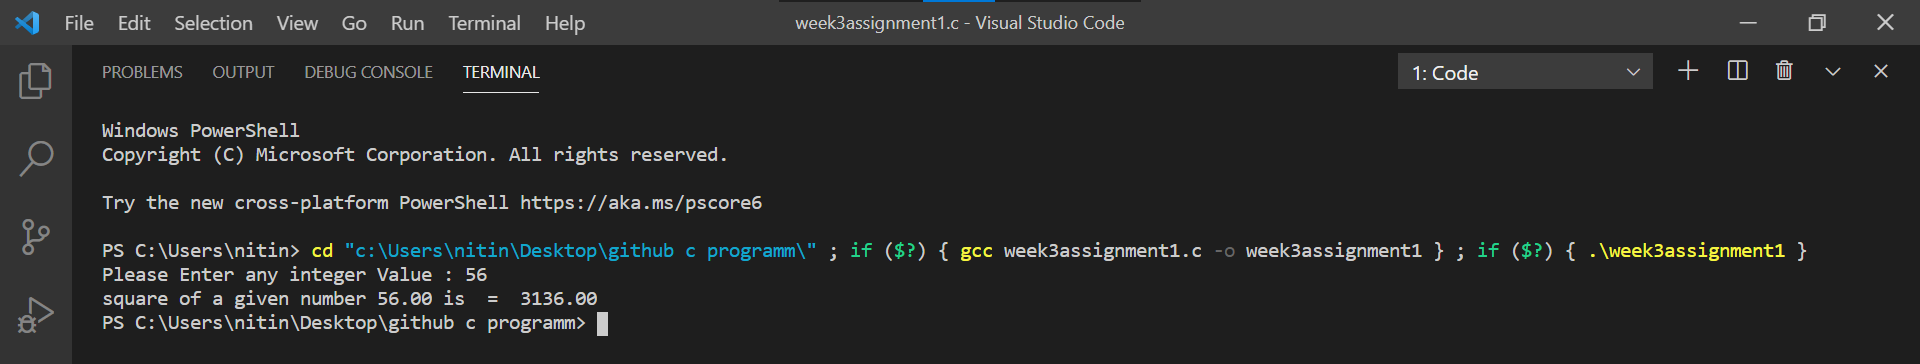 File Edit Selection View Go Run Terminal Help week3assignment1.c - Visual Studio Code
PROBLEMS OUTPUT DEBUG CONSOLE TERMINAL 1: Code
Windows PowerShell
Copyright (C) Microsoft Corporation. All rights reserved.
Try the new cross-platform PowerShell https://aka.ms/pscore6
PS C:\Users\nitin> cd "c:\Users\nitin\Desktop\github c programm\" ; if ($?) { gcc week3assignment1.c -o week3assignment1 } ; if ($?) { .\week3assignment1 }
Please Enter any integer Value : 56
square of a given number 56.00 is  =  3136.00
PS C:\Users\nitin\Desktop\github c programm>